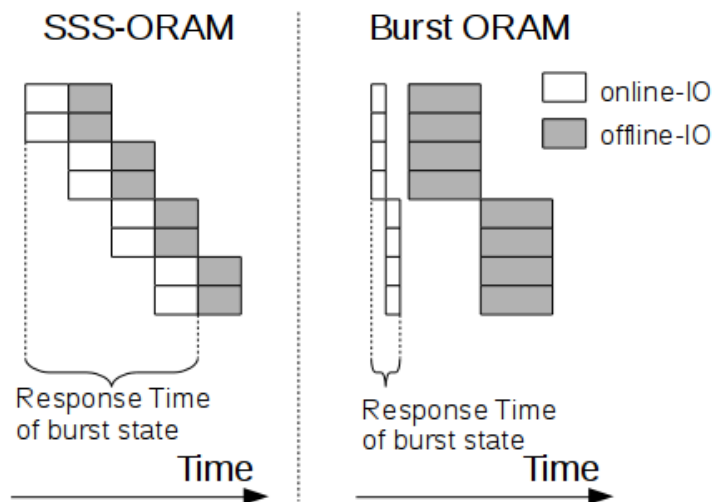 SSS-ORAM
Burst ORAM
online-IO
offline-IO
Response Time
of burst state
Response Time
of burst state
Time
Time